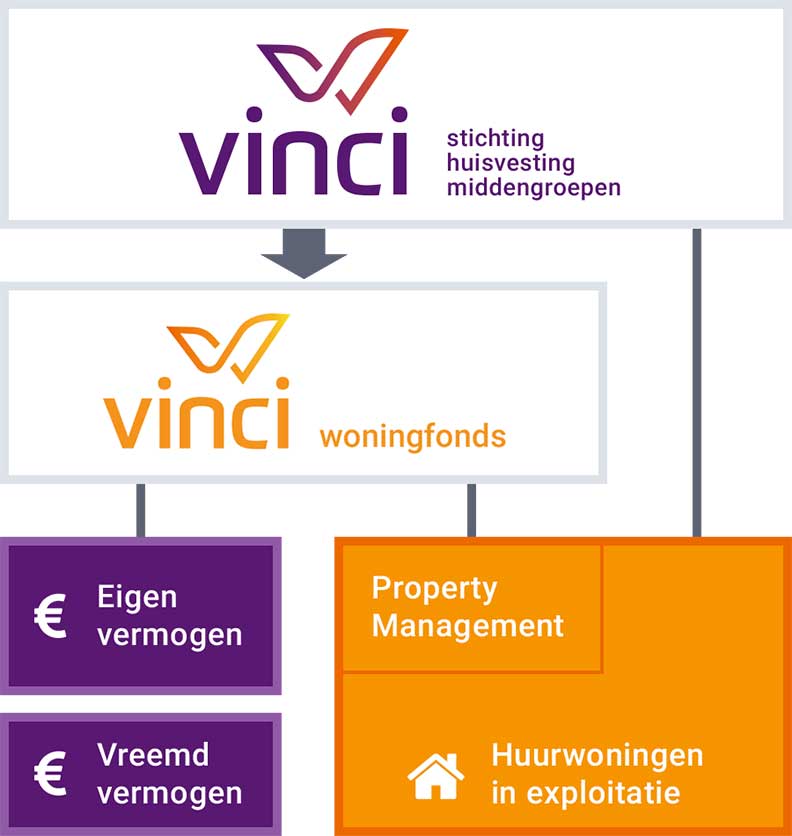 vinci
stichting
huisvesting
middengroepen
vinci
woningfonds
€
Eigen
vermogen
Property
Management
€
Vreemd
vermogen
Huurwoningen
in exploitatie